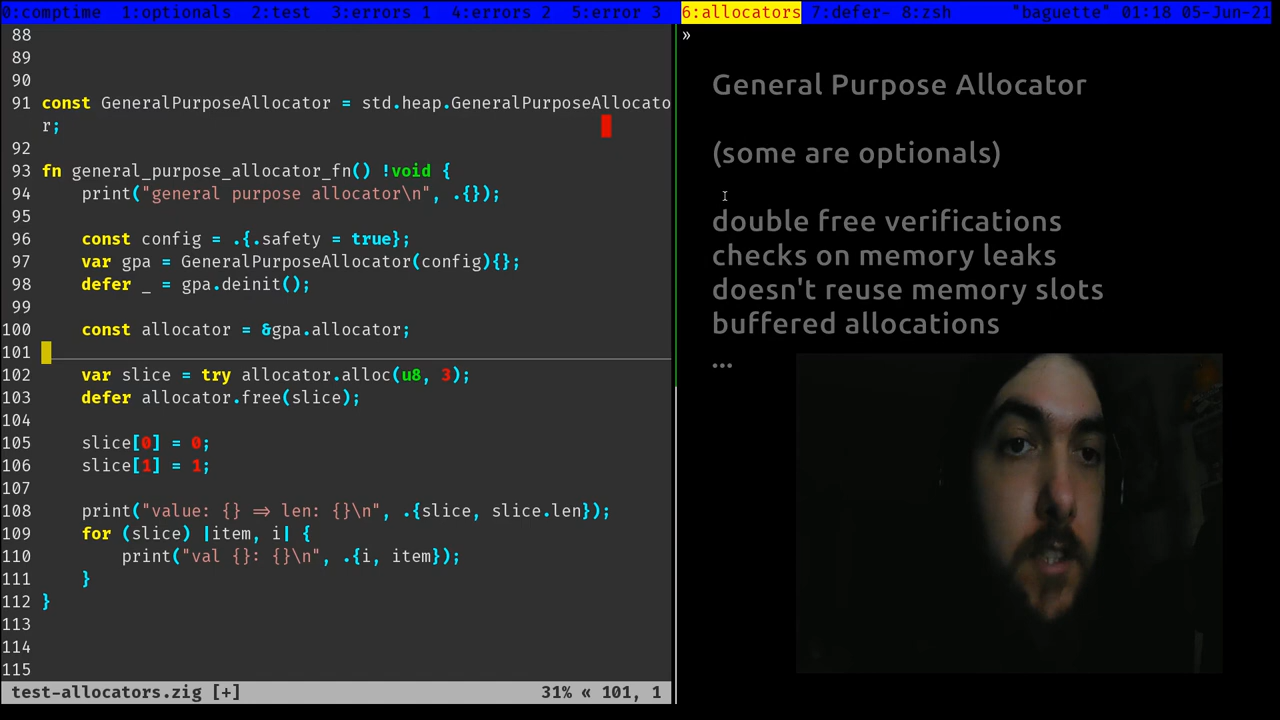 0:comptime 1:optionals 2:test 3:errors 1 4:errors 2 5:error 3 6:allocators 7:defer- 8:zsh "baguette" 01:18 05-Jun-21
88
89
90
91 const GeneralPurposeAllocator = std.heap.GeneralPurposeAllocato
r;
92
93 fn general_purpose_allocator_fn() !void {
94 print("general purpose allocator\n", .{});
95
96 const config = .{.safety = true};
97 var gpa = GeneralPurposeAllocator(config){};
98 defer _ = gpa.deinit();
99
100 const allocator = &gpa.allocator;
101
102 var slice = try allocator.alloc(u8, 3);
103 defer allocator.free(slice);
104
105 slice[0] = 0;
106 slice[1] = 1;
107
108 print("value: {} => len: {}\n", .{slice, slice.len});
109 for (slice) |item, i| {
110 print("val {}: {}\n", .{i, item});
111 }
112 }
113
114
115
test-allocators.zig [+] 31% « 101, 1
»
General Purpose Allocator
(some are optionals)
double free verifications
checks on memory leaks
doesn't reuse memory slots
buffered allocations
...